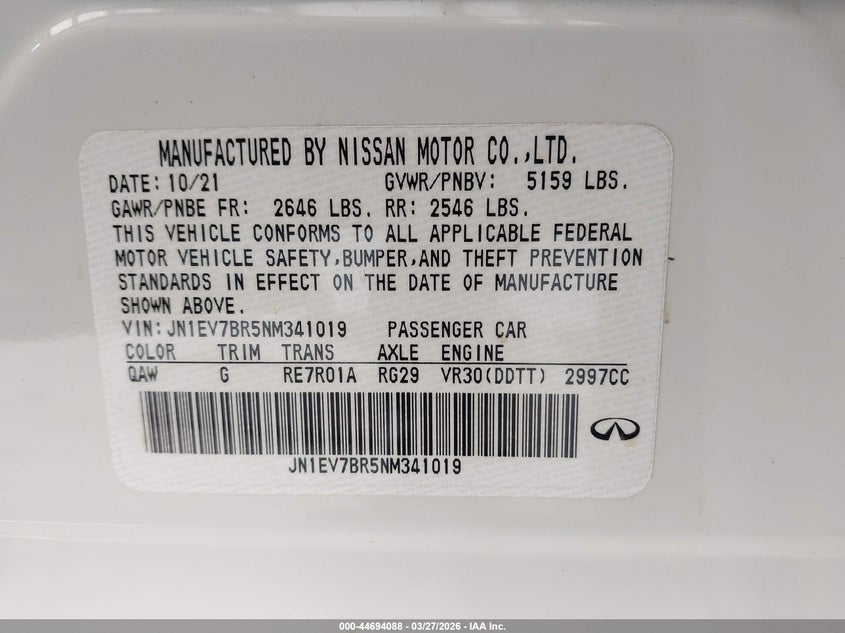 MANUFACTURED BY NISSAN MOTOR CO.,LTD.
DATE: 10/21 GVWR/PNBV: 5159 LBS.
GAWR/PNBE FR: 2646 LBS. RR: 2546 LBS.
THIS VEHICLE CONFORMS TO ALL APPLICABLE FEDERAL
MOTOR VEHICLE SAFETY,BUMPER,AND THEFT PREVENTION
STANDARDS IN EFFECT ON THE DATE OF MANUFACTURE
SHOWN ABOVE.
VIN: JN1EV7BR5NM341019 PASSENGER CAR
COLOR TRIM TRANS AXLE ENGINE
QAW G RE7R01A RG29 VR30(DDTT) 2997CC
JN1EV7BR5NM341019
000-44694088 - 03/27/2026 - IAA Inc.